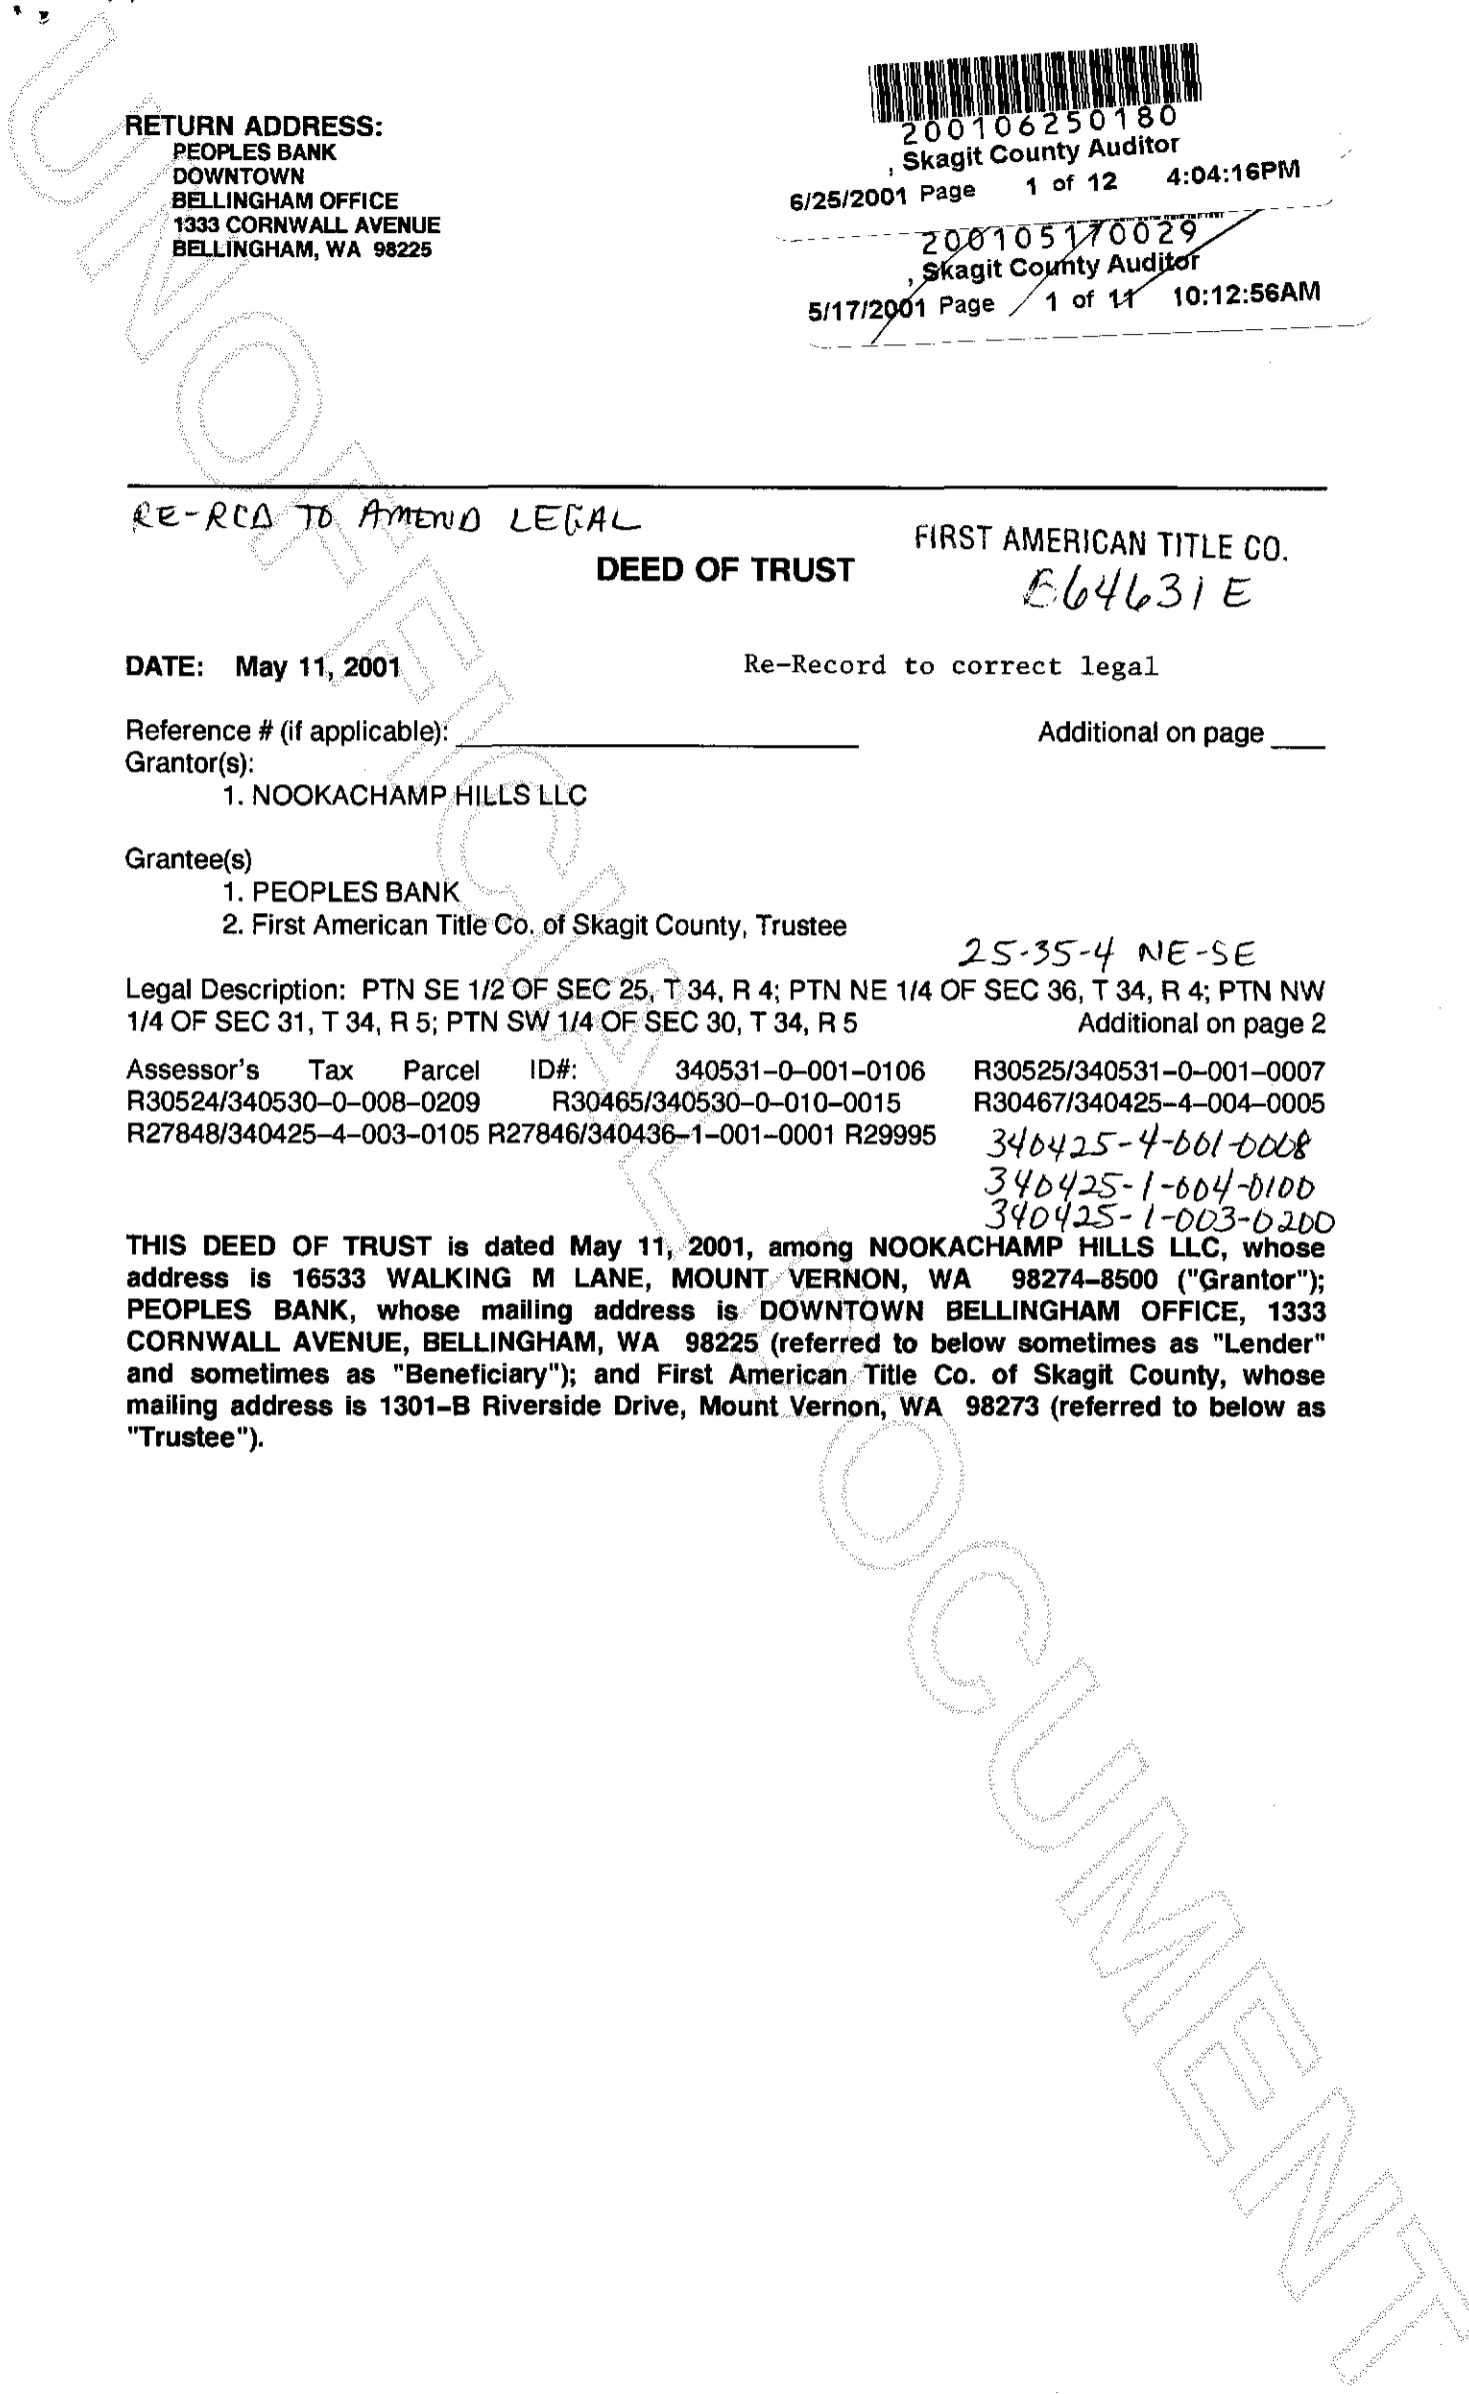 RETURN ADDRESS:
PEOPLES BANK
DOWNTOWN
BELLINGHAM OFFICE
1333 CORNWALL AVENUE
BELLINGHAM, WA 98225
200106250180
, Skagit County Auditor
6/25/2001 Page 1 of 12 4:04:16PM
200105170029
, Skagit County Auditor
5/17/2001 Page 1 of 11 10:12:56AM
RE-RCD TO AMEND LEGAL
FIRST AMERICAN TITLE CO.
DEED OF TRUST
B64631E
DATE: May 11, 2001
Re-Record to correct legal
Reference # (if applicable): Additional on page
Grantor(s):
1. NOOKACHAMP HILLS LLC
Grantee(s)
1. PEOPLES BANK
2. First American Title Co. of Skagit County, Trustee
25-35-4 NE-SE
Legal Description: PTN SE 1/2 OF SEC 25, T 34, R 4; PTN NE 1/4 OF SEC 36, T 34, R 4; PTN NW
1/4 OF SEC 31, T 34, R 5; PTN SW 1/4 OF SEC 30, T 34, R 5 Additional on page 2
Assessor's Tax Parcel ID#: 340531-0-001-0106 R30525/340531-0-001-0007
R30524/340530-0-008-0209 R30465/340530-0-010-0015 R30467/340425-4-004-0005
R27848/340425-4-003-0105 R27846/340436-1-001-0001 R29995
340425-4-001-0008
340425-1-004-0100
340425-1-003-0200
THIS DEED OF TRUST is dated May 11, 2001, among NOOKACHAMP HILLS LLC, whose
address is 16533 WALKING M LANE, MOUNT VERNON, WA 98274-8500 ("Grantor");
PEOPLES BANK, whose mailing address is DOWNTOWN BELLINGHAM OFFICE, 1333
CORNWALL AVENUE, BELLINGHAM, WA 98225 (referred to below sometimes as "Lender"
and sometimes as "Beneficiary"); and First American Title Co. of Skagit County, whose
mailing address is 1301-B Riverside Drive, Mount Vernon, WA 98273 (referred to below as
"Trustee").
UNOFFICIAL DOCUMENT